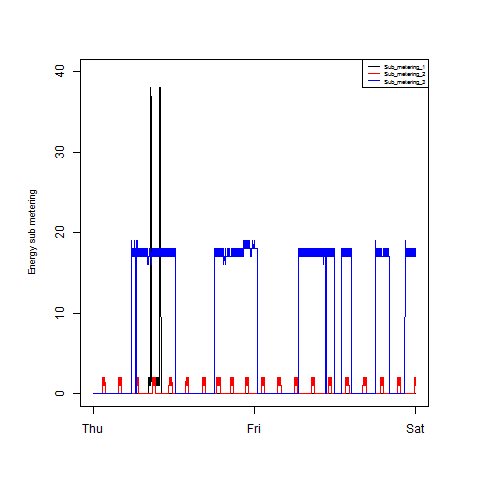 Sub_metering_1
Sub_metering_2
Sub_metering_3
Energy sub metering
40
30
20
10
0
Thu Fri Sat